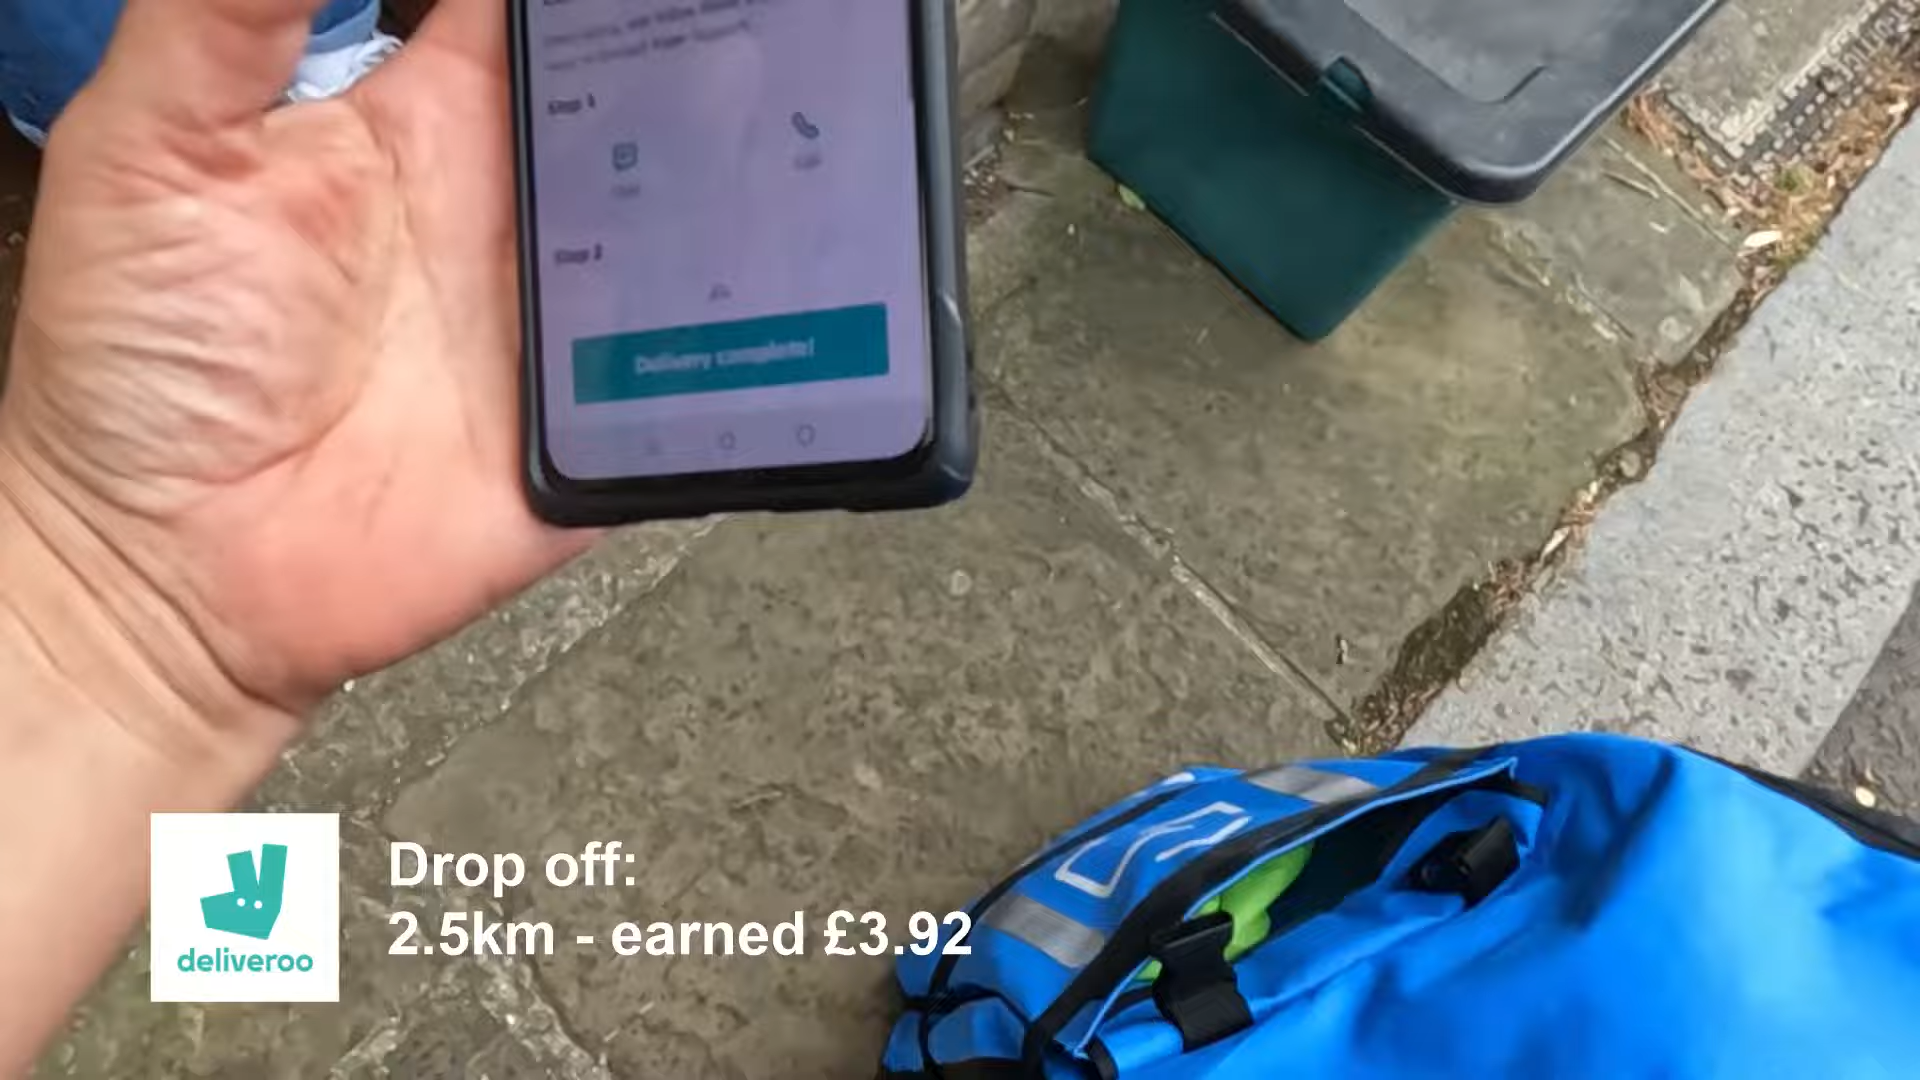 Step 1
Step 2
Delivery complete!
deliveroo
Drop off:
2.5km - earned £3.92